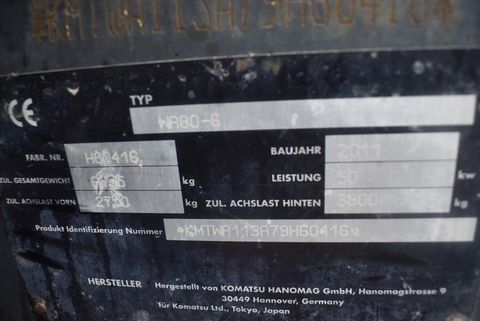 *KMTWA113A79H60416*
CE
TYP
WA80-6
FABR. NR. H60416 BAUJAHR 2011
ZUL. GESAMTGEWICHT kg LEISTUNG 50 kw
ZUL. ACHSLAST VORN kg ZUL. ACHSLAST HINTEN 3800 kg
Produkt Identifizierung Nummer *KMTWA113A79H60416*
HERSTELLER Hergestellt von KOMATSU HANOMAG GmbH, Hanomagstrasse 9
30449 Hannover, Germany
für Komatsu Ltd., Tokyo, Japan